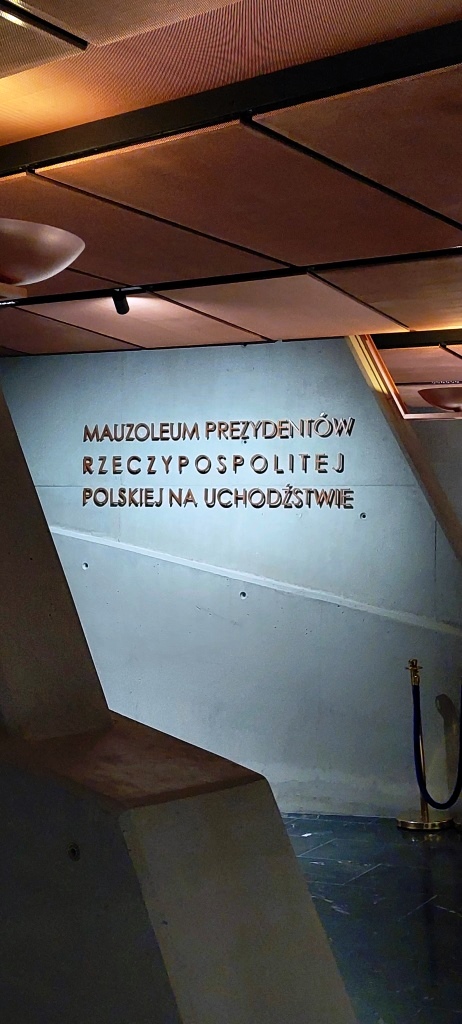 MAUZOLEUM PREZYDENTÓW
RZECZYPOSPOLITEJ
POLSKIEJ NA UCHODŹSTWIE